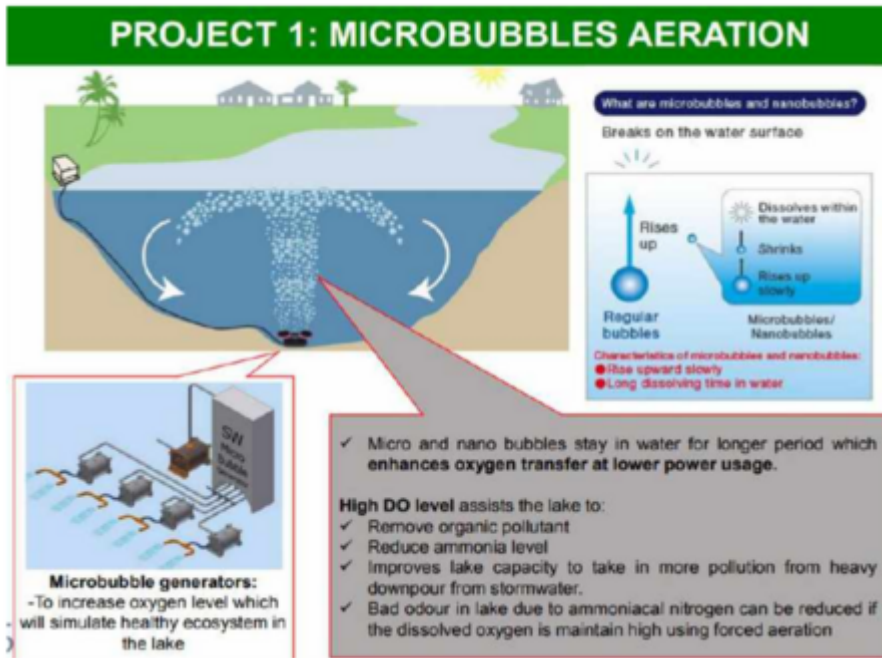 PROJECT 1: MICROBUBBLES AERATION
What are microbubbles and nanobubbles?
Breaks on the water surface
Rises
up
Regular
bubbles
Dissolves within
the water
Shrinks
Rises up
slowly
Microbubbles/
Nanobubbles
Characteristics of microbubbles and nanobubbles:
●Rise upward slowly
●Long dissolving time in water
SW
Micro
Bubble
Microbubble generators:
-To increase oxygen level which
will simulate healthy ecosystem in
the lake
✓ Micro and nano bubbles stay in water for longer period which
enhances oxygen transfer at lower power usage.
High DO level assists the lake to:
✓ Remove organic pollutant
✓ Reduce ammonia level
✓ Improves lake capacity to take in more pollution from heavy
downpour from stormwater.
✓ Bad odour in lake due to ammoniacal nitrogen can be reduced if
the dissolved oxygen is maintain high using forced aeration